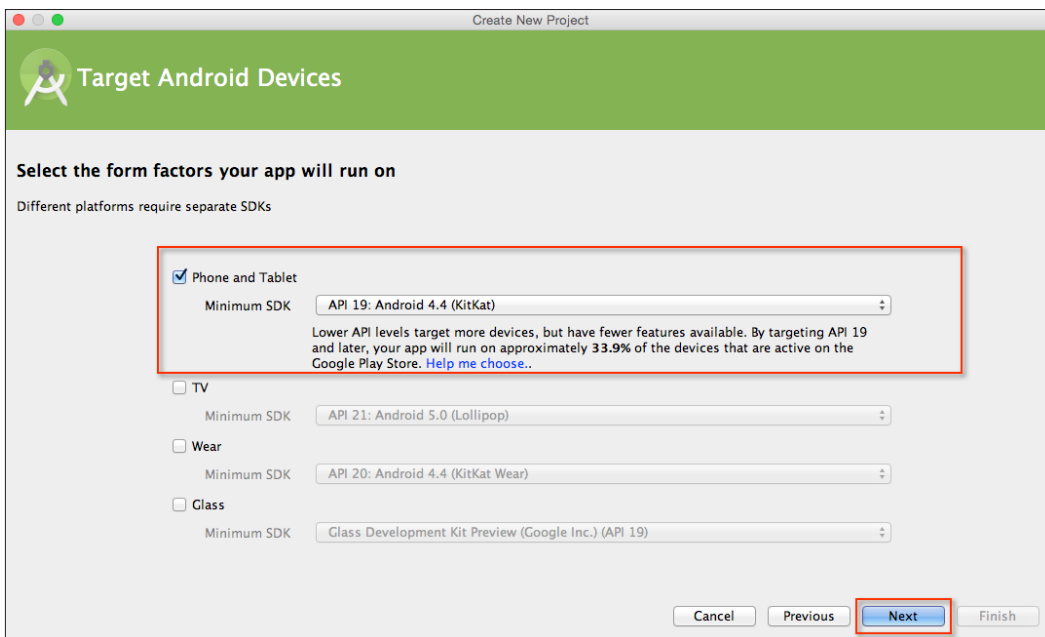 Create New Project
Target Android Devices
Select the form factors your app will run on
Different platforms require separate SDKs
Phone and Tablet
Minimum SDK API 19: Android 4.4 (KitKat)
Lower API levels target more devices, but have fewer features available. By targeting API 19
and later, your app will run on approximately 33.9% of the devices that are active on the
Google Play Store. Help me choose..
TV
Minimum SDK API 21: Android 5.0 (Lollipop)
Wear
Minimum SDK API 20: Android 4.4 (KitKat Wear)
Glass
Minimum SDK Glass Development Kit Preview (Google Inc.) (API 19)
Cancel Previous Next Finish